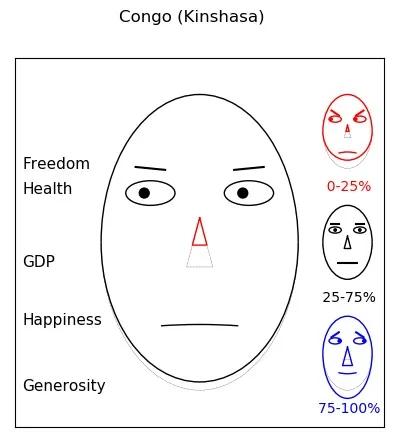 Congo (Kinshasa)
Freedom
Health
GDP
Happiness
Generosity
0-25%
25-75%
75-100%